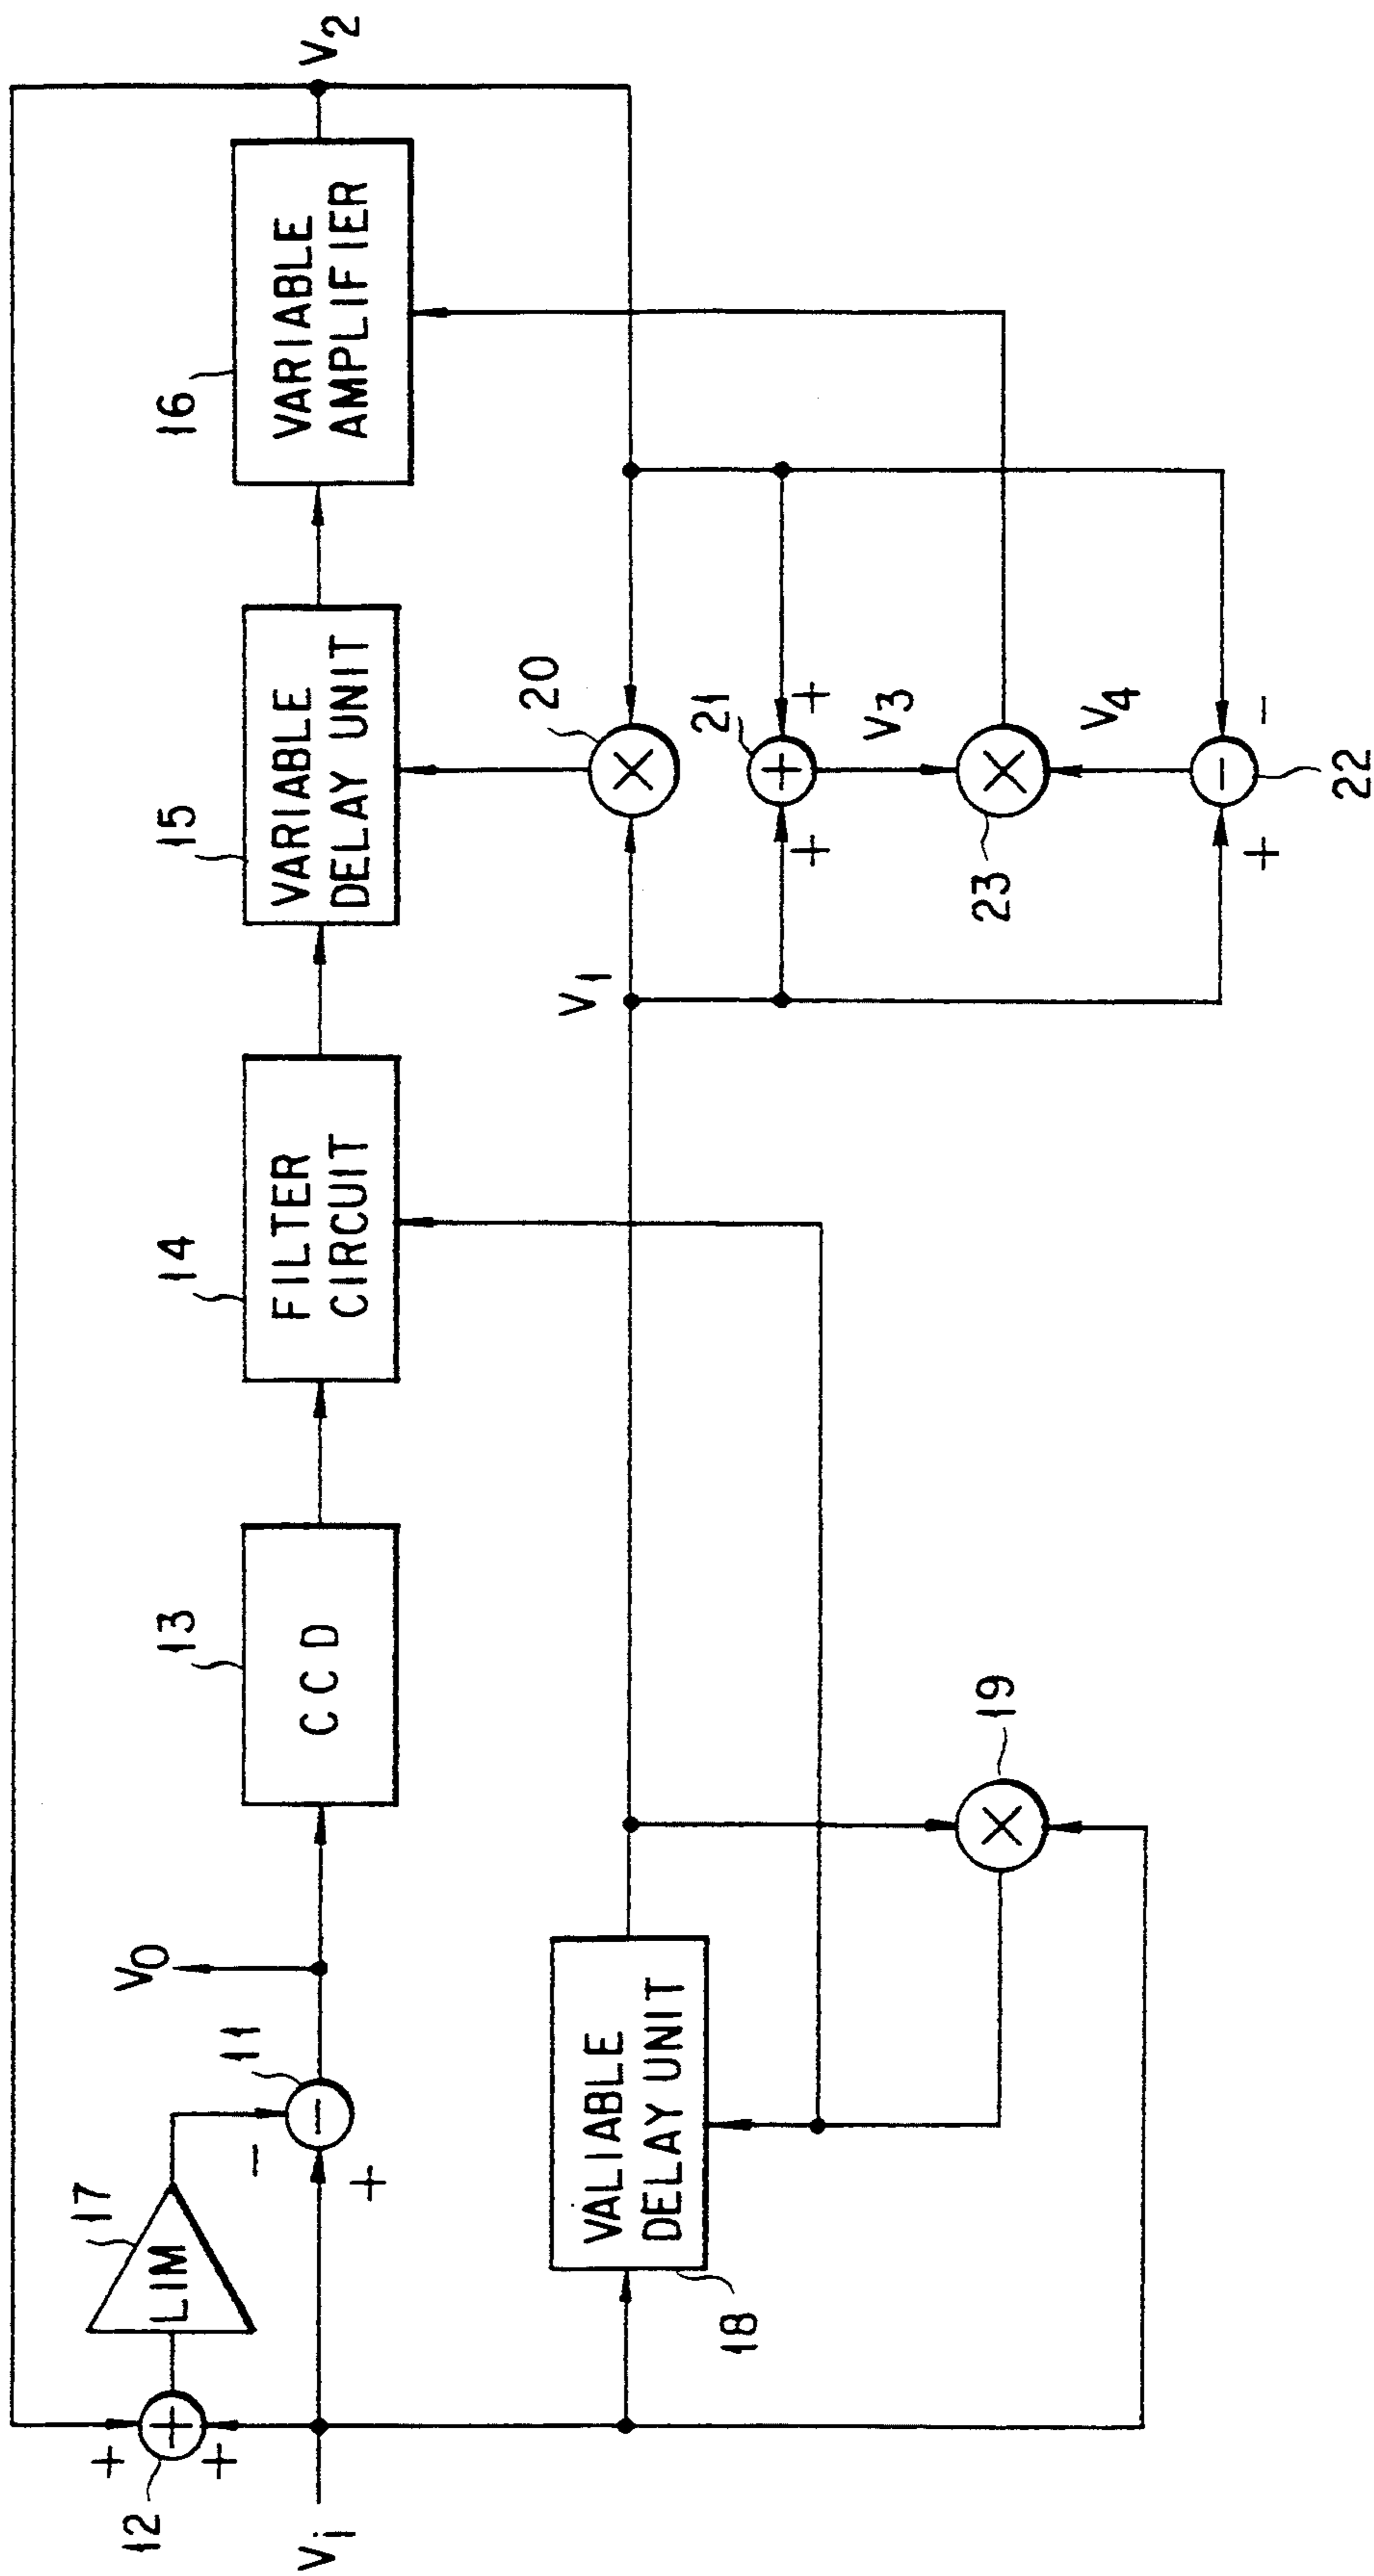 12
+
+
+
Vi
17
LIM
-
-
+
11
V0
13
CCD
14
FILTER
CIRCUIT
15
VARIABLE
DELAY UNIT
16
VARIABLE
AMPLIFIER
V2
18
VALIABLE
DELAY UNIT
19
×
V1
20
×
21
+
+
+
V3
23
×
V4
22
-
+
-